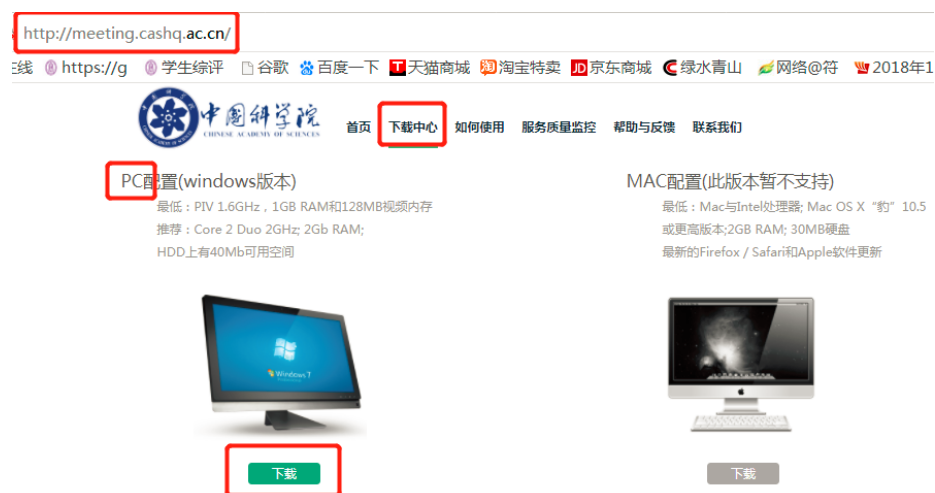 http://meeting.cashq.ac.cn/
在线 https://g 学生综评 谷歌 百度一下 天猫商城 淘宝特卖 JD 京东商城 绿水青山 网络@符 2018年1
中国科学院 首页 下载中心 如何使用 服务质量监控 帮助与反馈 联系我们
CHINESE ACADEMY OF SCIENCES
PC配置(windows版本)
最低：PIV 1.6GHz，1GB RAM和128MB视频内存
推荐：Core 2 Duo 2GHz; 2Gb RAM;
HDD上有40Mb可用空间
MAC配置(此版本暂不支持)
最低：Mac与Intel处理器; Mac OS X “豹” 10.5
或更高版本;2GB RAM; 30MB硬盘
最新的Firefox / Safari和Apple软件更新
Windows 7
下载
下载